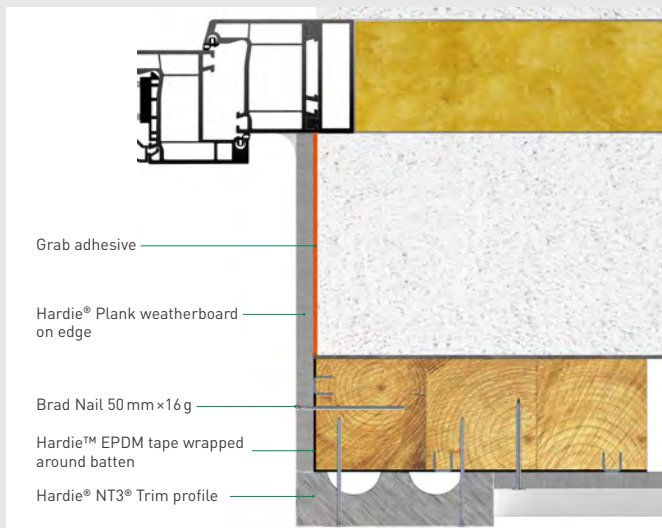 Grab adhesive
Hardie® Plank weatherboard
on edge
Brad Nail 50 mm×16 g
Hardie™ EPDM tape wrapped
around batten
Hardie® NT3® Trim profile